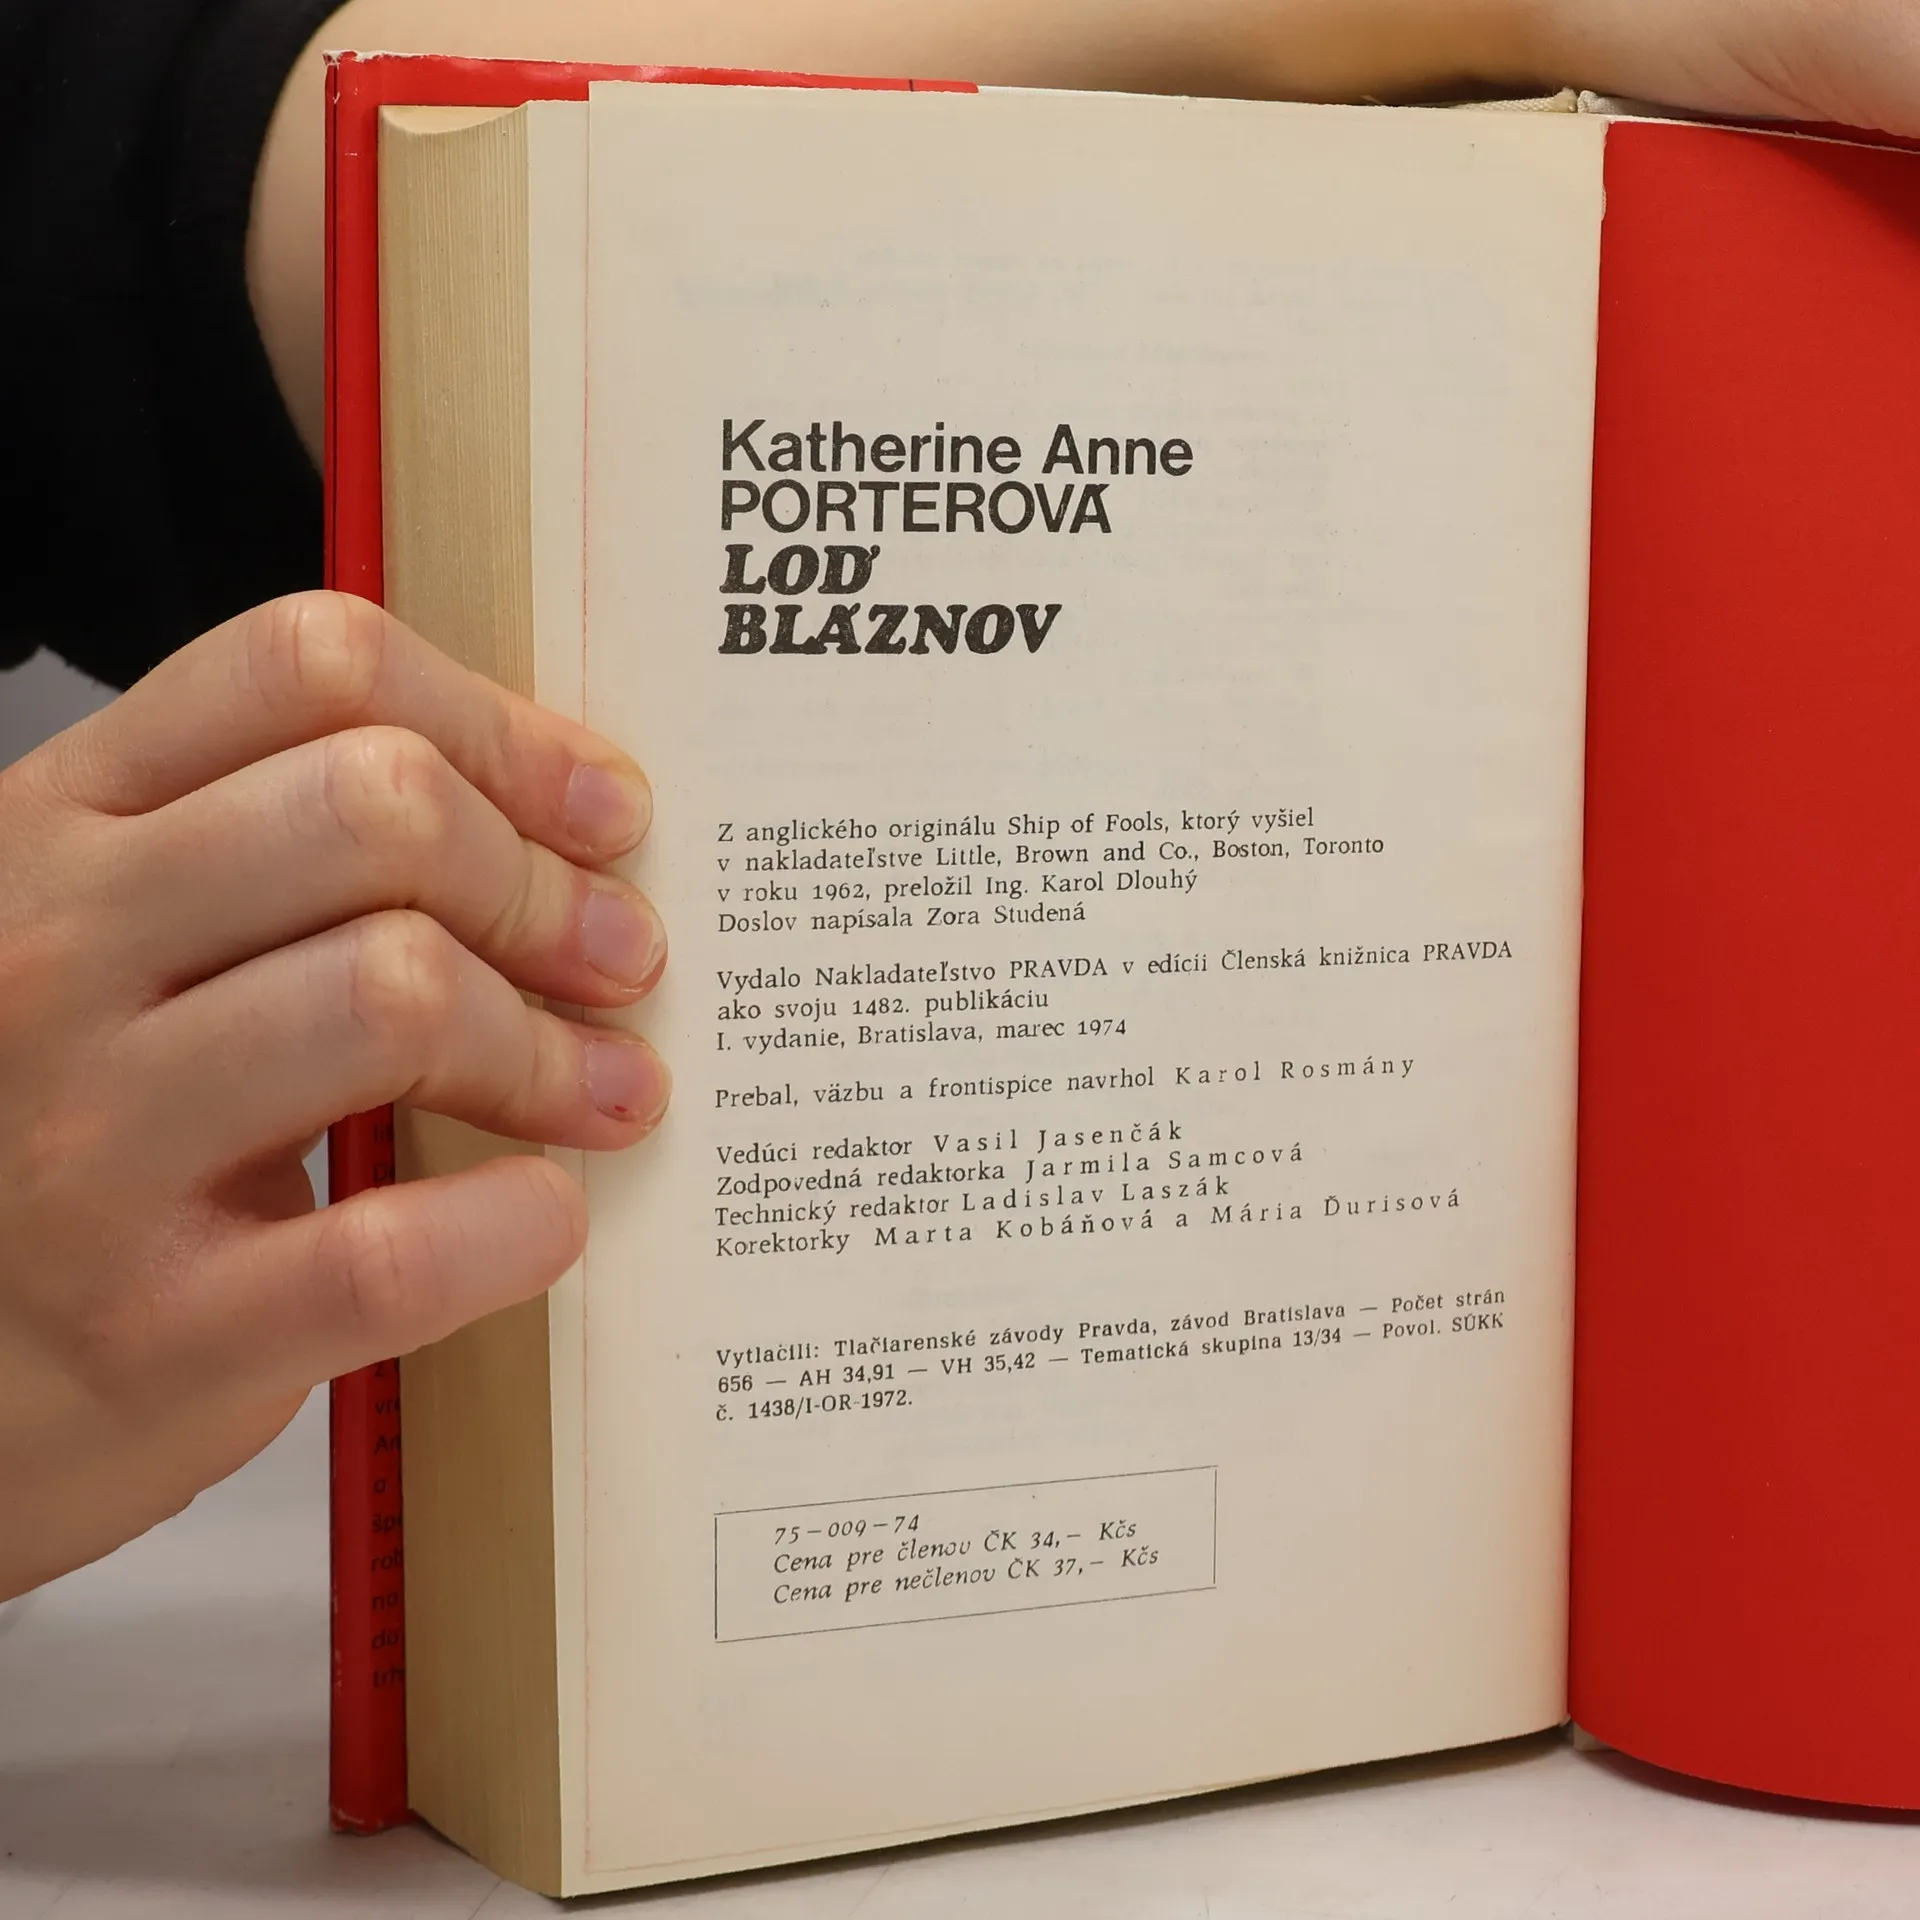 Katherine Anne
PORTEROVÁ
LOĎ
BLÁZNOV
Z anglického originálu Ship of Fools, ktorý vyšiel
v nakladateľstve Little, Brown and Co., Boston, Toronto
v roku 1962, preložil Ing. Karol Dlouhý
Doslov napísala Zora Studená
Vydalo Nakladateľstvo PRAVDA v edícii Členská knižnica PRAVDA
ako svoju 1482. publikáciu
I. vydanie, Bratislava, marec 1974
Prebal, väzbu a frontispice navrhol Karol Rosmány
Vedúci redaktor Vasil Jasenčák
Zodpovedná redaktorka Jarmila Samcová
Technický redaktor Ladislav Laszák
Korektorky Marta Kobáňová a Mária Ďurisová
Vytlačili: Tlačiarenské závody Pravda, závod Bratislava — Počet strán
656 — AH 34,91 — VH 35,42 — Tematická skupina 13/34 — Povol. SÚKK
č. 1438/I-OR-1972.
75–009–74
Cena pre členov ČK 34,– Kčs
Cena pre nečlenov ČK 37,– Kčs